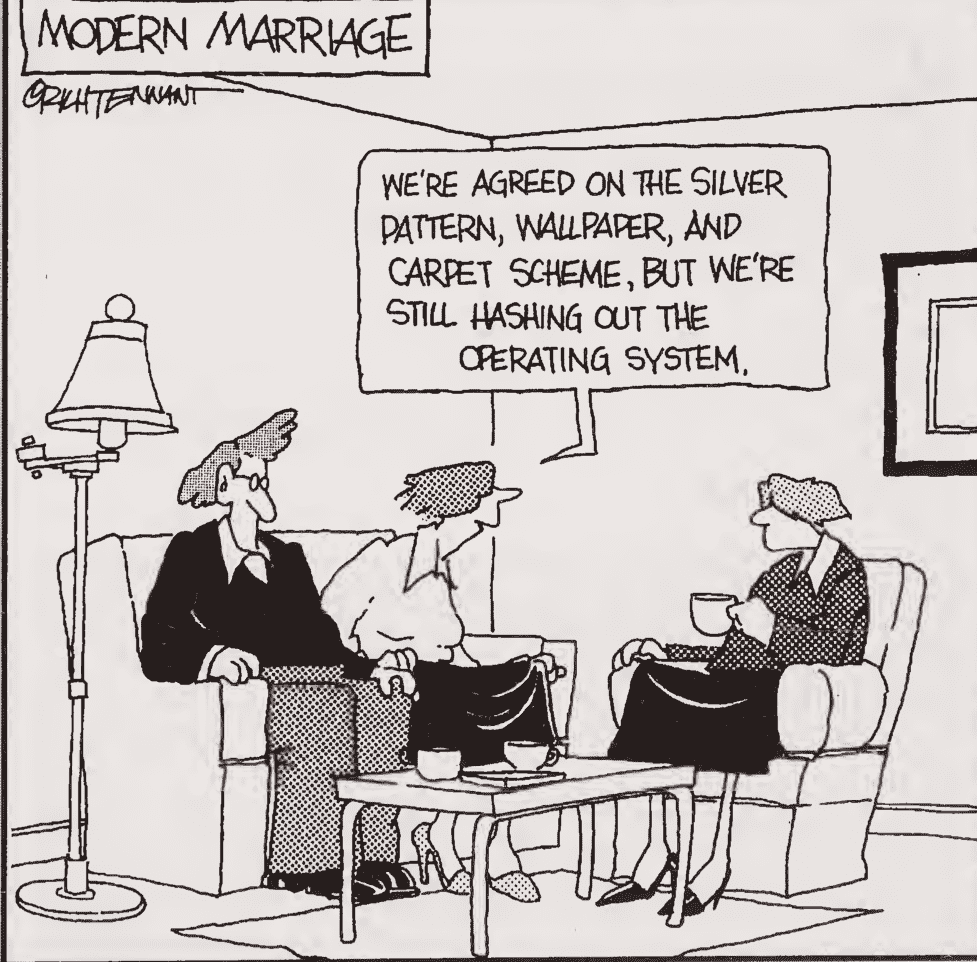 MODERN MARRIAGE
©RICHTENNANT
WE'RE AGREED ON THE SILVER
PATTERN, WALLPAPER, AND
CARPET SCHEME, BUT WE'RE
STILL HASHING OUT THE
OPERATING SYSTEM.